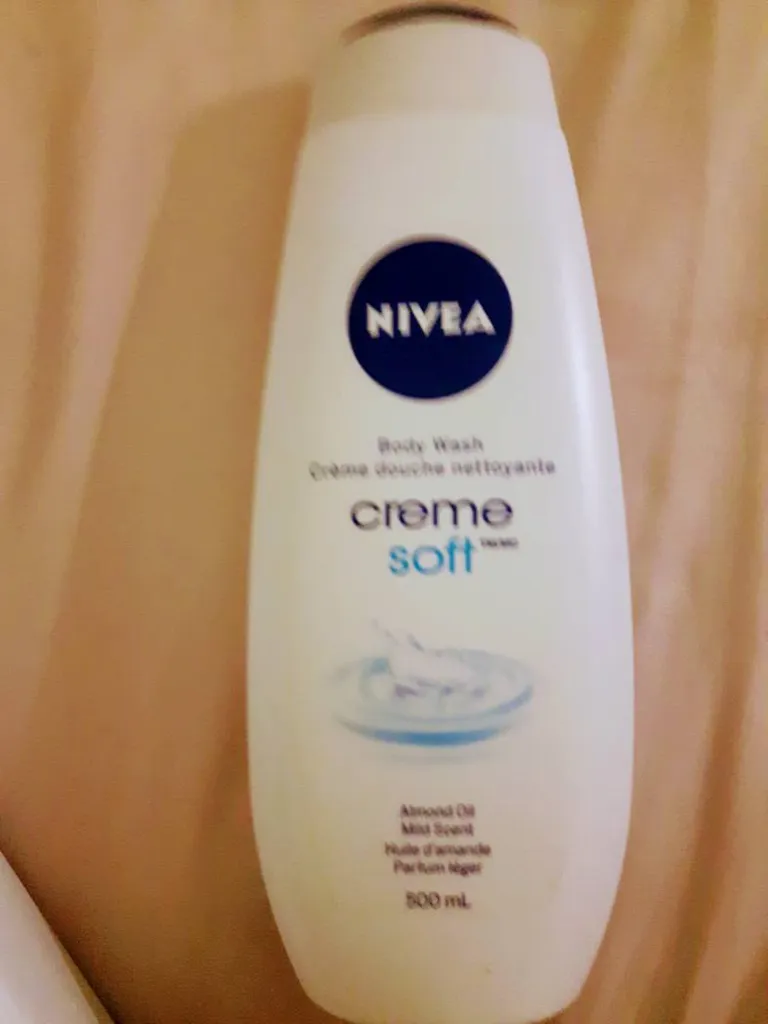 NIVEA
Body Wash
Crème douche nettoyante
creme
soft
Almond Oil
Mild Scent
Huile d'amande
Parfum léger
500 mL